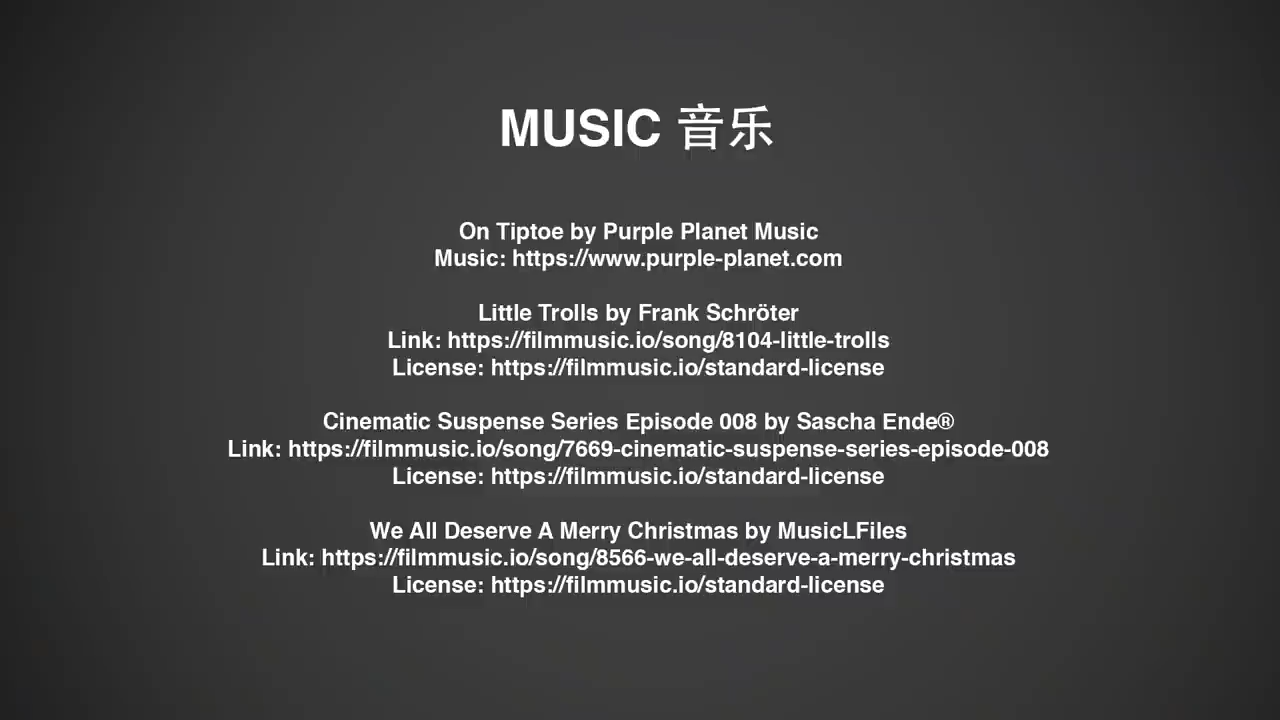 MUSIC 音乐
On Tiptoe by Purple Planet Music
Music: https://www.purple-planet.com
Little Trolls by Frank Schröter
Link: https://filmmusic.io/song/8104-little-trolls
License: https://filmmusic.io/standard-license
Cinematic Suspense Series Episode 008 by Sascha Ende®
Link: https://filmmusic.io/song/7669-cinematic-suspense-series-episode-008
License: https://filmmusic.io/standard-license
We All Deserve A Merry Christmas by MusicLFiles
Link: https://filmmusic.io/song/8566-we-all-deserve-a-merry-christmas
License: https://filmmusic.io/standard-license